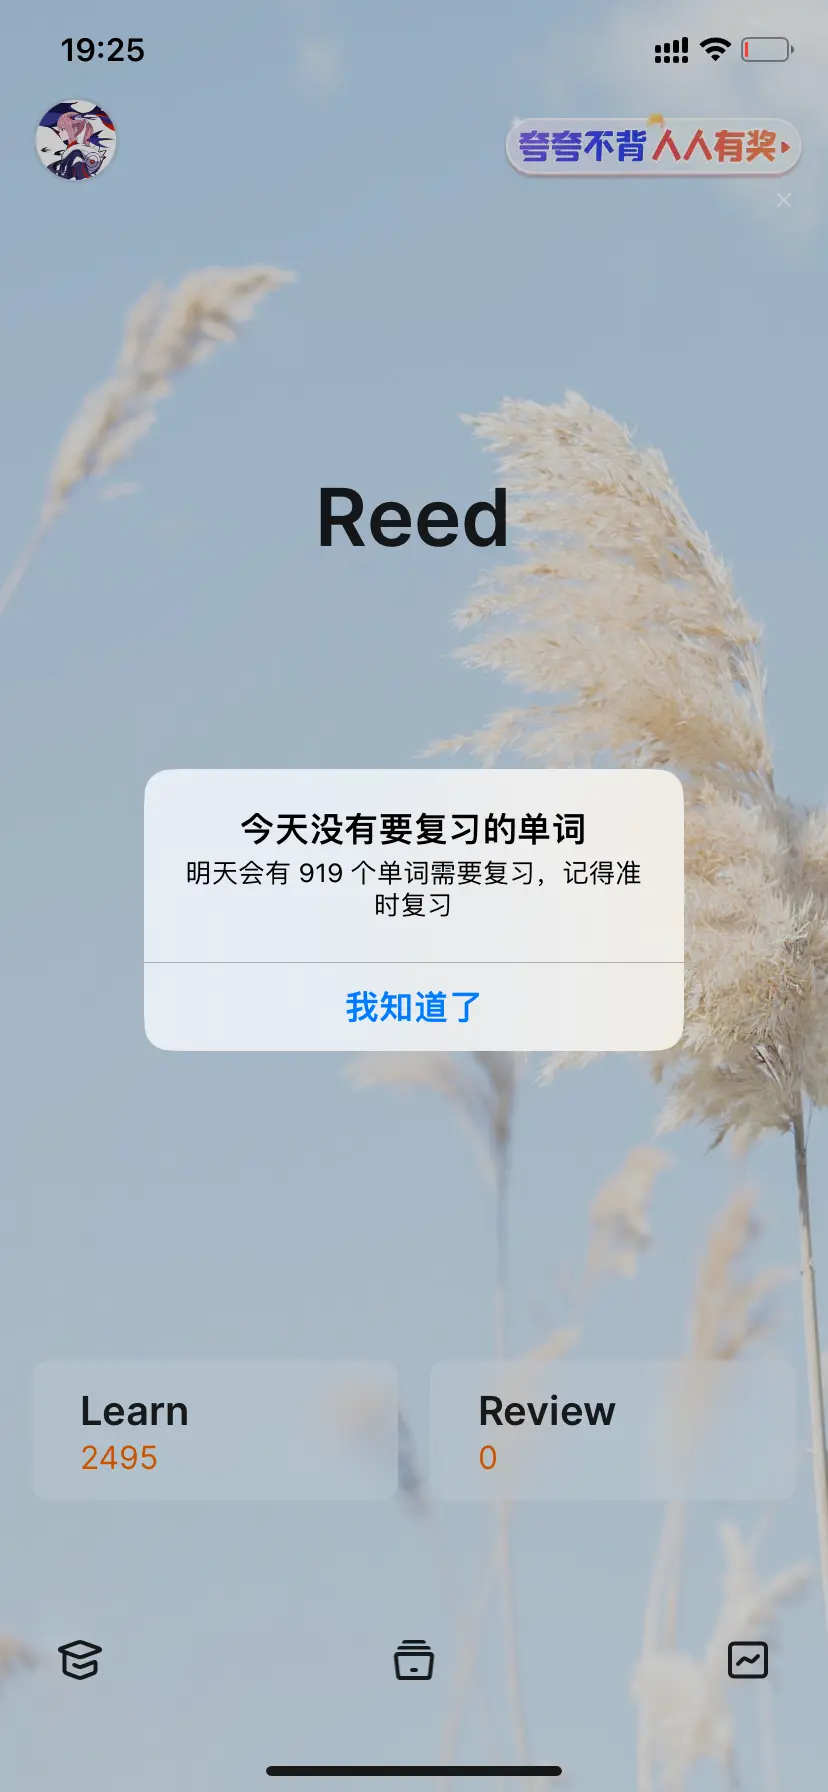 19:25
夸夸不背 人人有奖
Reed
今天没有要复习的单词
明天会有 919 个单词需要复习，记得准
时复习
我知道了
Learn
2495
Review
0